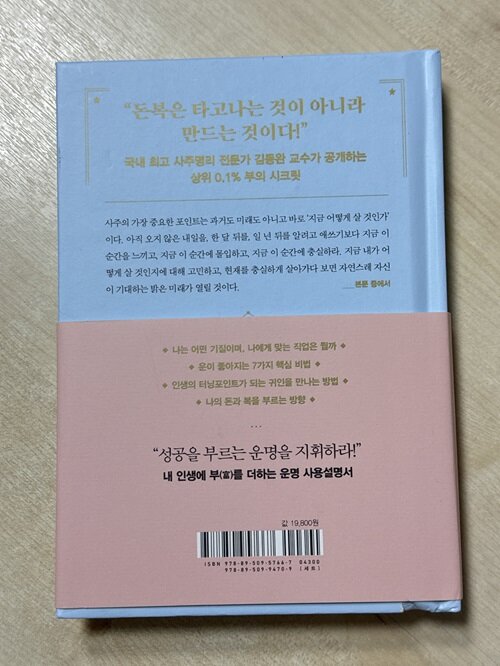 “돈복은 타고나는 것이 아니라
만드는 것이다!”
국내 최고 사주명리 전문가 김동완 교수가 공개하는
상위 0.1% 부의 시크릿
사주의 가장 중요한 포인트는 과거도 미래도 아니고 바로 ‘지금 어떻게 살 것인가’
이다. 아직 오지 않은 내일을, 한 달 뒤를, 일 년 뒤를 알려고 애쓰기보다 지금 이
순간을 느끼고, 지금 이 순간에 몰입하고, 지금 이 순간에 충실하라. 지금 내가 어
떻게 살 것인지에 대해 고민하고, 현재를 충실하게 살아가다 보면 자연스레 자신
이 기대하는 밝은 미래가 열릴 것이다.
__본문 중에서
◆ 나는 어떤 기질이며, 나에게 맞는 직업은 뭘까 ◆
◆ 운이 좋아지는 7가지 핵심 비법 ◆
◆ 인생의 터닝포인트가 되는 귀인을 만나는 방법 ◆
◆ 나의 돈과 복을 부르는 방향 ◆
...
“성공을 부르는 운명을 지휘하라!”
내 인생에 부(富)를 더하는 운명 사용설명서
값 19,800원
ISBN 978-89-509-5766-7 04300
978-89-509-9470-9 (세트)